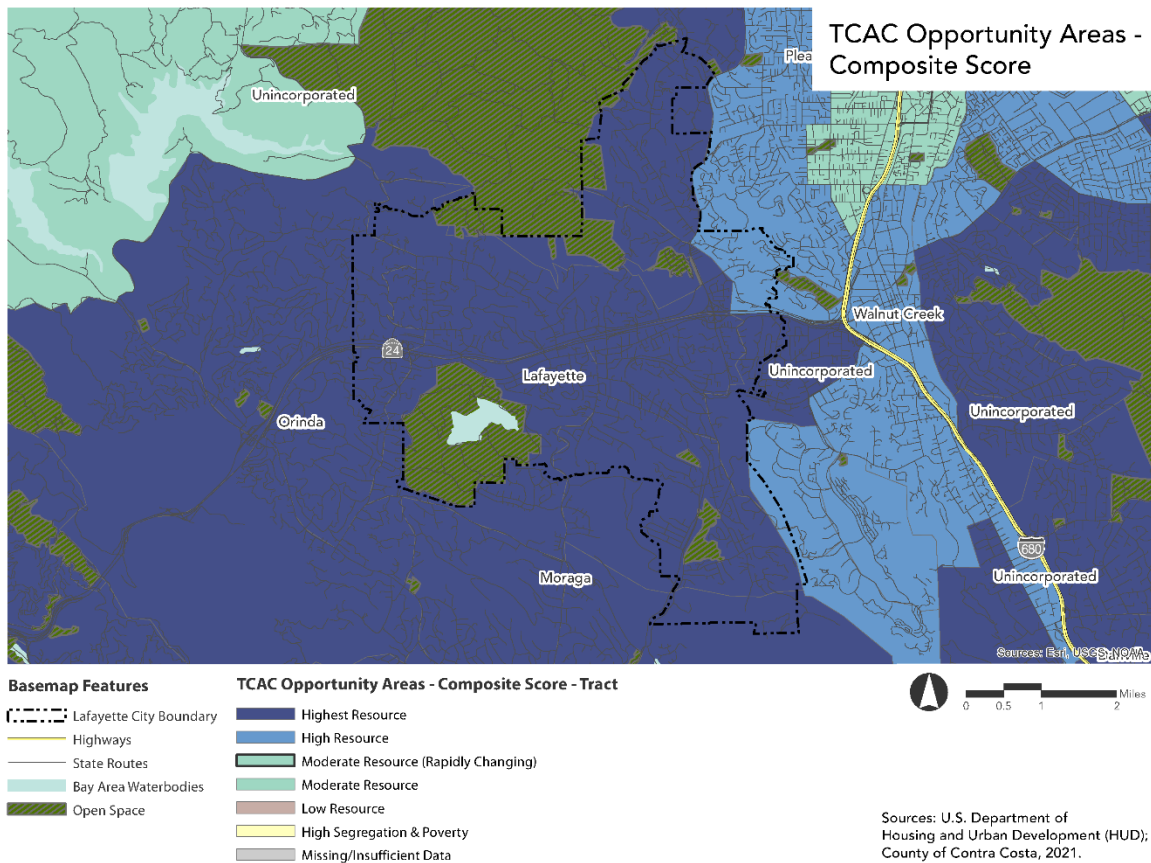 TCAC Opportunity Areas -
Composite Score
Plea
Unincorporated
Walnut Creek
24
Lafayette
Unincorporated
Unincorporated
Orinda
680
Moraga
Unincorporated
Sources: Esri, USGS, NOAA
Basemap Features
Lafayette City Boundary
Highways
State Routes
Bay Area Waterbodies
Open Space
TCAC Opportunity Areas - Composite Score - Tract
Highest Resource
High Resource
Moderate Resource (Rapidly Changing)
Moderate Resource
Low Resource
High Segregation & Poverty
Missing/Insufficient Data
0 0.5 1 2 Miles
Sources: U.S. Department of
Housing and Urban Development (HUD);
County of Contra Costa, 2021.